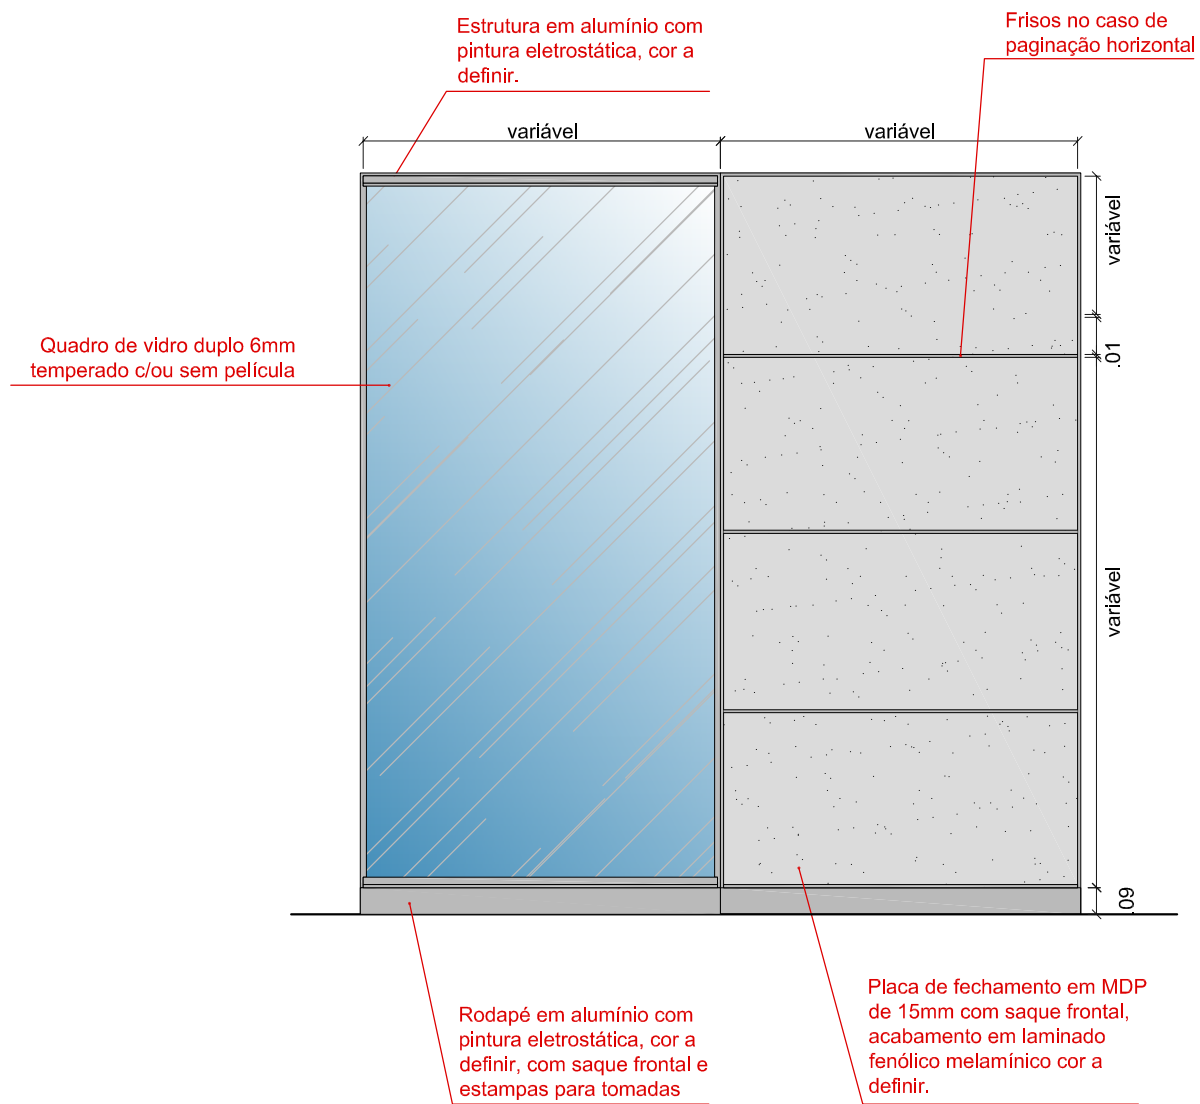 Estrutura em alumínio com
pintura eletrostática, cor a
definir.
Frisos no caso de
paginação horizontal
variável
variável
variável
.01
Quadro de vidro duplo 6mm
temperado c/ou sem película
variável
.09
Rodapé em alumínio com
pintura eletrostática, cor a
definir, com saque frontal e
estampas para tomadas
Placa de fechamento em MDP
de 15mm com saque frontal,
acabamento em laminado
fenólico melamínico cor a
definir.